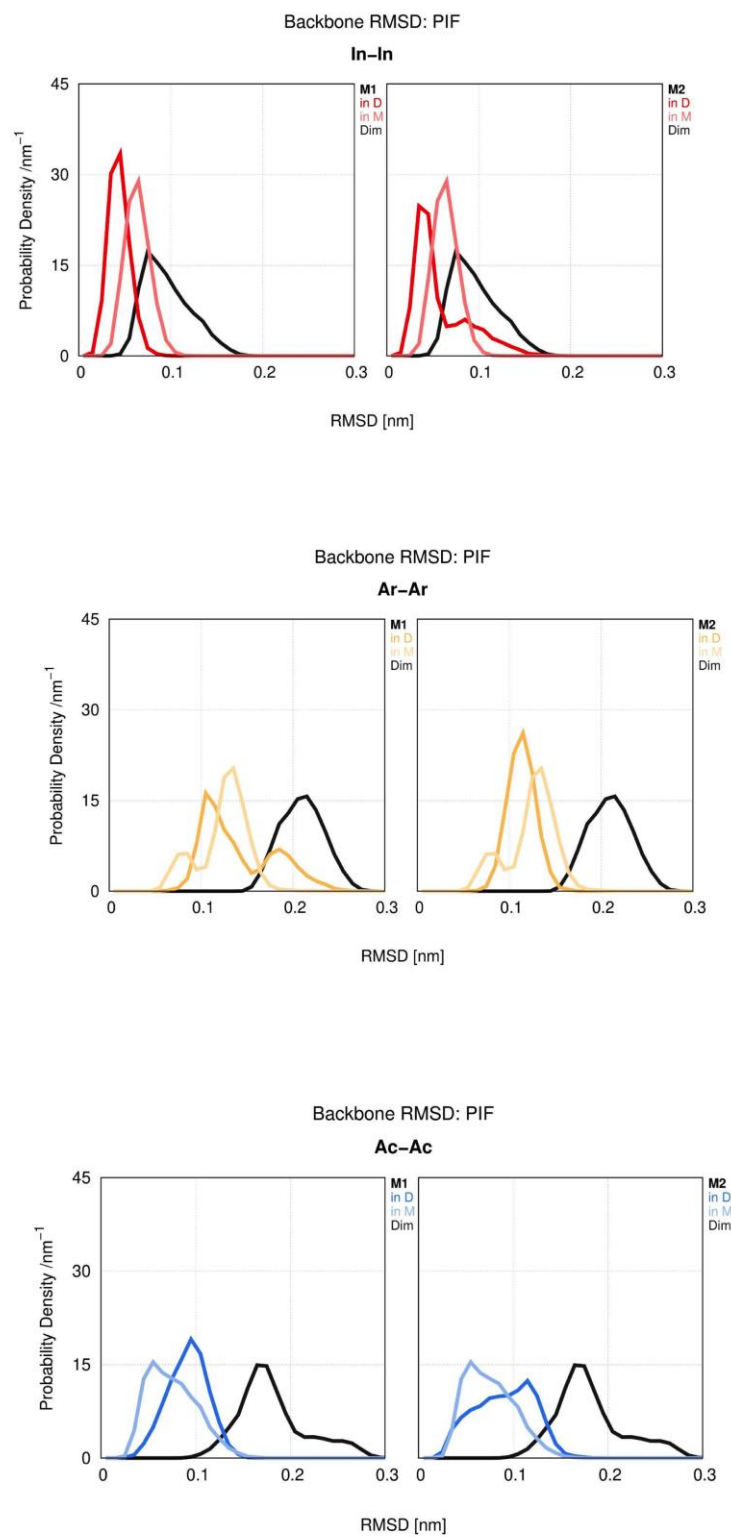 Backbone RMSD: PIF
In–In
45
30
15
0
Probability Density /nm⁻¹
M1
in D
in M
Dim
M2
in D
in M
Dim
0 0.1 0.2 0.3 0 0.1 0.2 0.3
RMSD [nm]
Backbone RMSD: PIF
Ar–Ar
45
30
15
0
Probability Density /nm⁻¹
M1
in D
in M
Dim
M2
in D
in M
Dim
0 0.1 0.2 0.3 0 0.1 0.2 0.3
RMSD [nm]
Backbone RMSD: PIF
Ac–Ac
45
30
15
0
Probability Density /nm⁻¹
M1
in D
in M
Dim
M2
in D
in M
Dim
0 0.1 0.2 0.3 0 0.1 0.2 0.3
RMSD [nm]